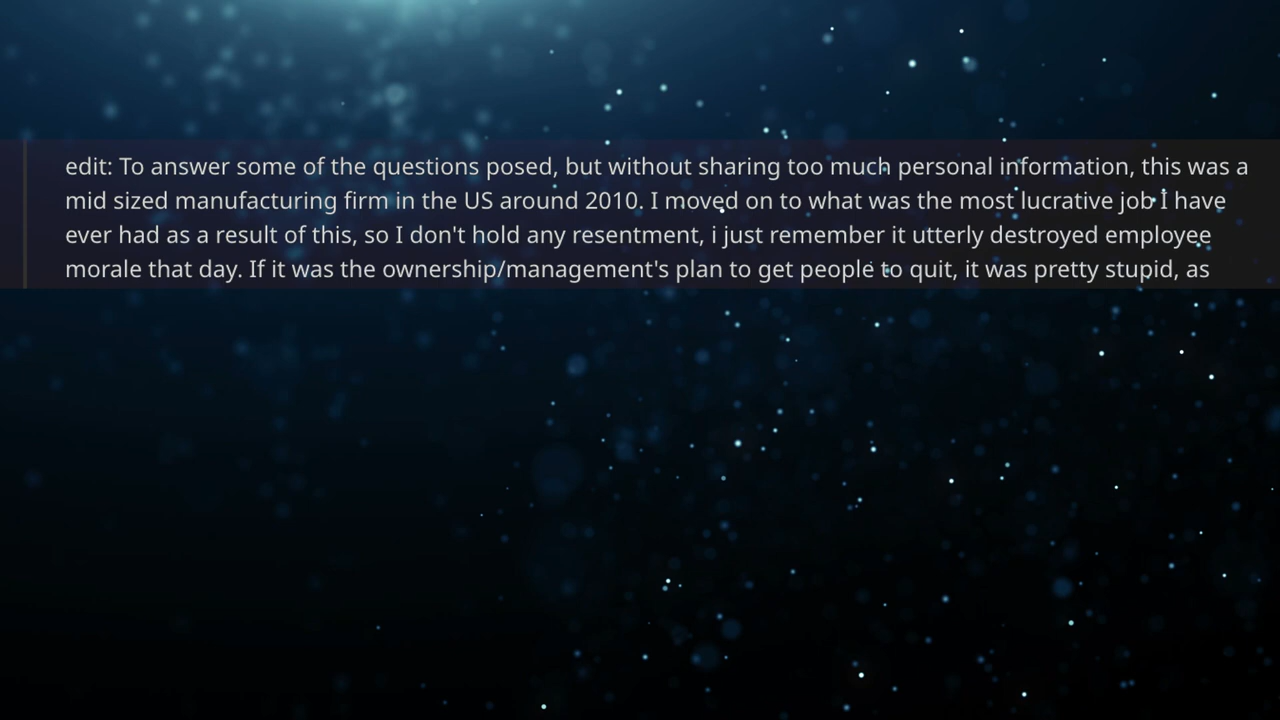 edit: To answer some of the questions posed, but without sharing too much personal information, this was a
mid sized manufacturing firm in the US around 2010. I moved on to what was the most lucrative job I have
ever had as a result of this, so I don't hold any resentment, i just remember it utterly destroyed employee
morale that day. If it was the ownership/management's plan to get people to quit, it was pretty stupid, as